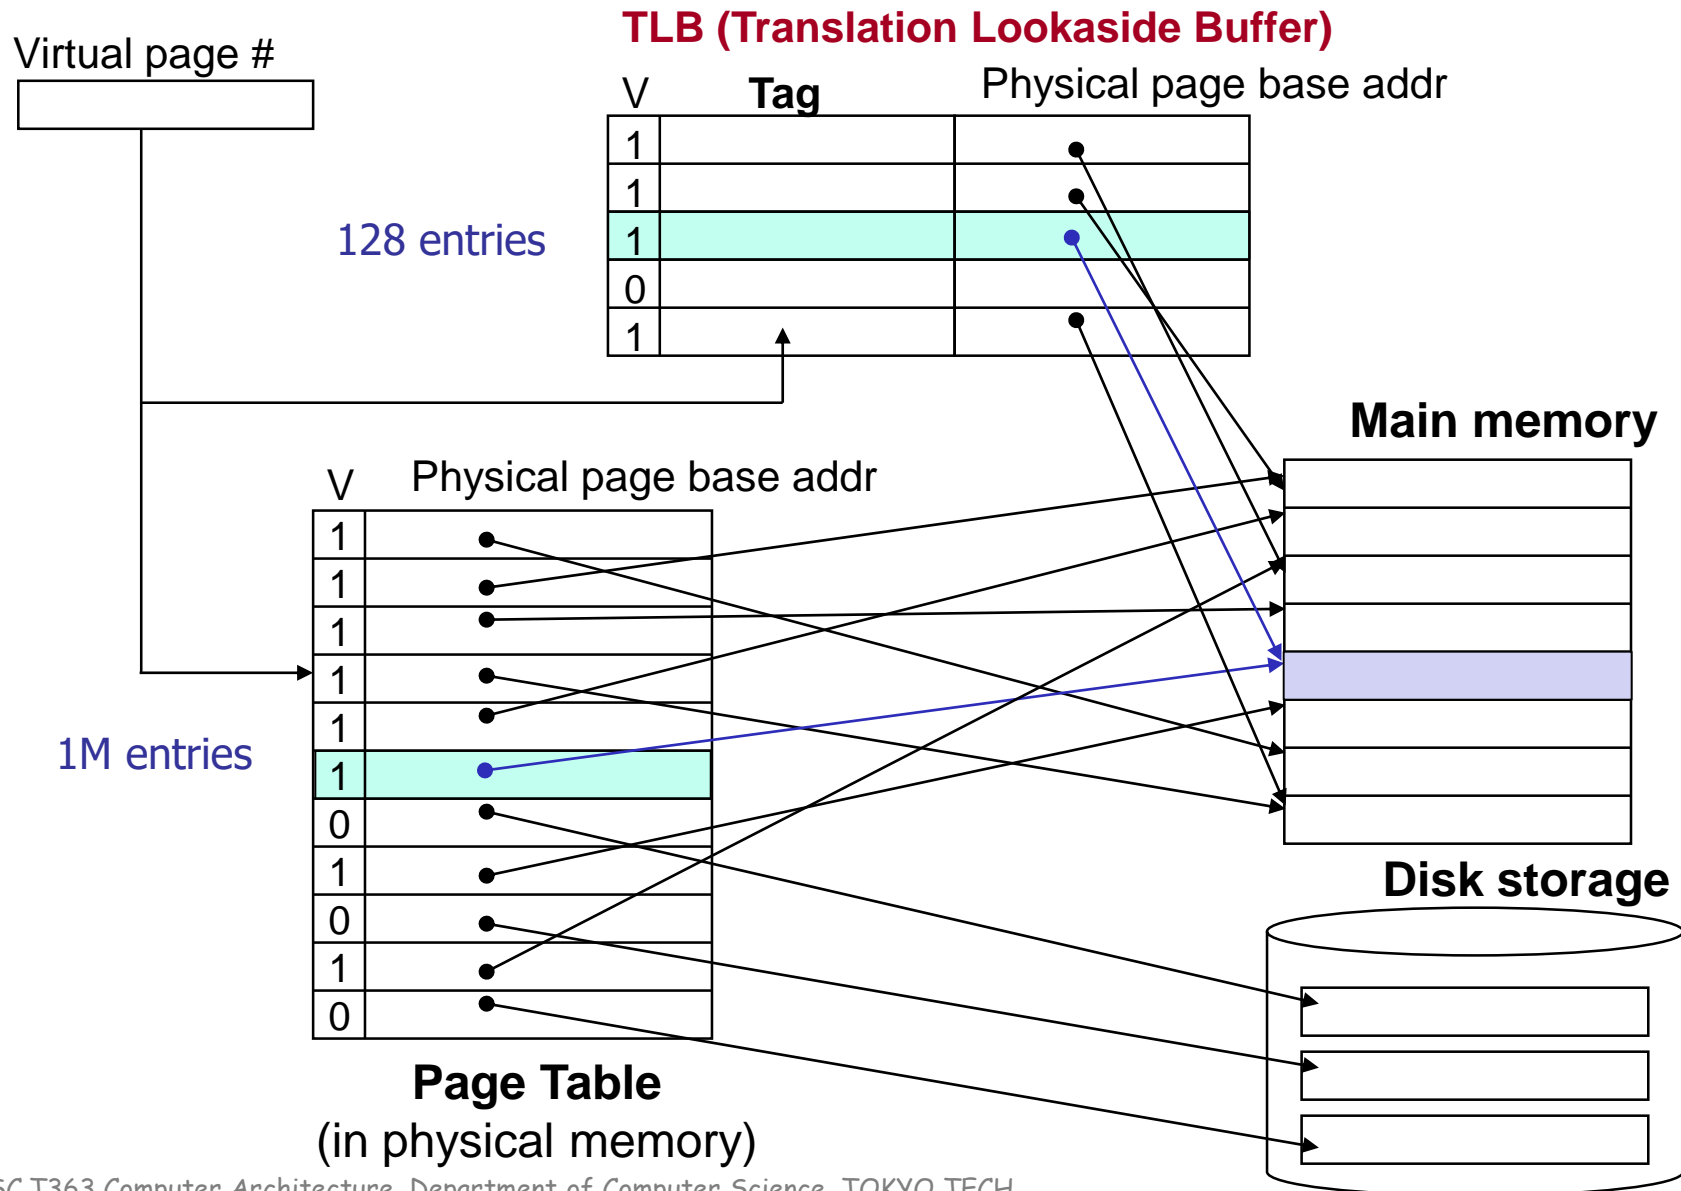 TLB (Translation Lookaside Buffer)
Virtual page #
V Tag Physical page base addr
1
1
128 entries
1
0
1
Main memory
V Physical page base addr
1
1
1
1
1
1M entries
1
0
1
0
1
0
Disk storage
Page Table
(in physical memory)
T363 Computer Architecture, Department of Computer Science, TOKYO TECH